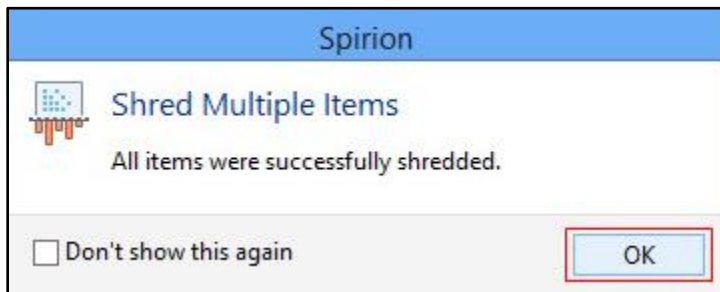 Spirion
Shred Multiple Items
All items were successfully shredded.
Don't show this again
OK